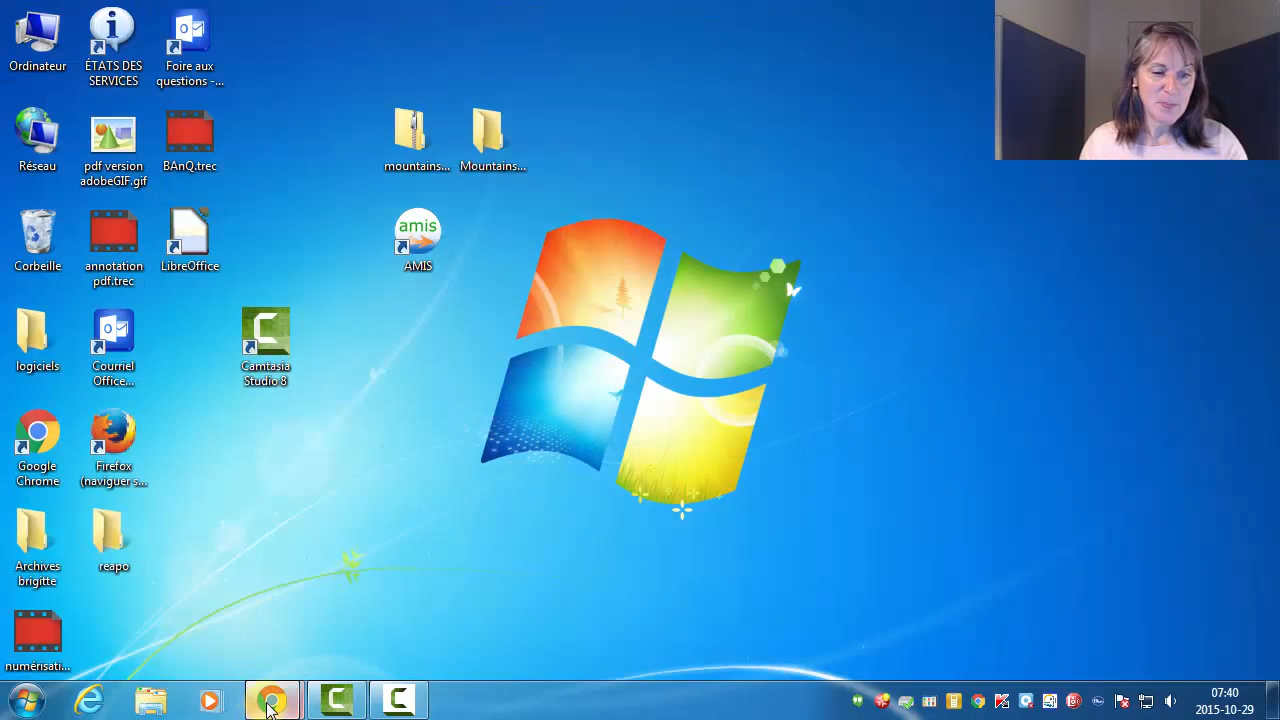 Ordinateur
ÉTATS DES
SERVICES
Foire aux
questions -...
Réseau
pdf version
adobeGIF.gif
BAnQ.trec
mountains...
Mountains...
Corbeille
annotation
pdf.trec
LibreOffice
amis
AMIS
logiciels
Courriel
Office...
Camtasia
Studio 8
Google
Chrome
Firefox
(naviguer s...
Archives
brigitte
reapo
numérisati...
07:40
2015-10-29